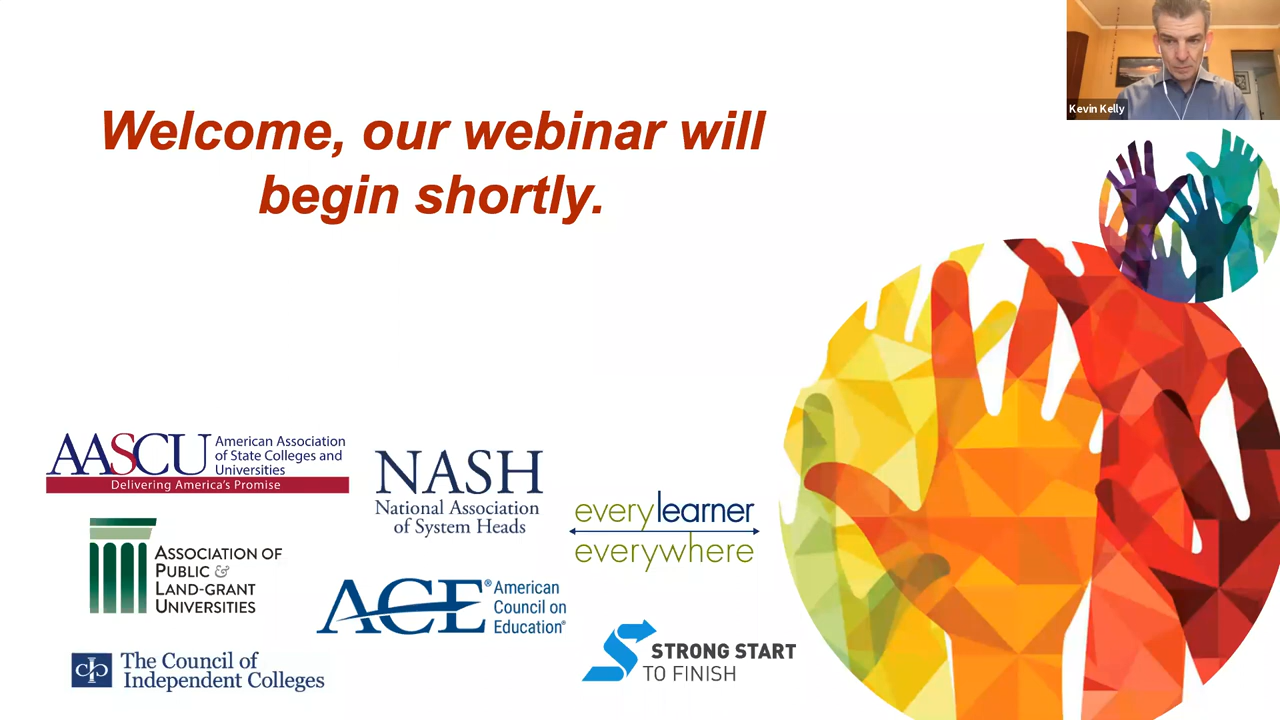 Kevin Kelly
Welcome, our webinar will
begin shortly.
AASCU
American Association
of State Colleges and
Universities
Delivering America's Promise
NASH
National Association
of System Heads
everylearner
everywhere
ASSOCIATION OF
PUBLIC &
LAND-GRANT
UNIVERSITIES
ACE®
American
Council on
Education®
STRONG START
TO FINISH
CIC
The Council of
Independent Colleges